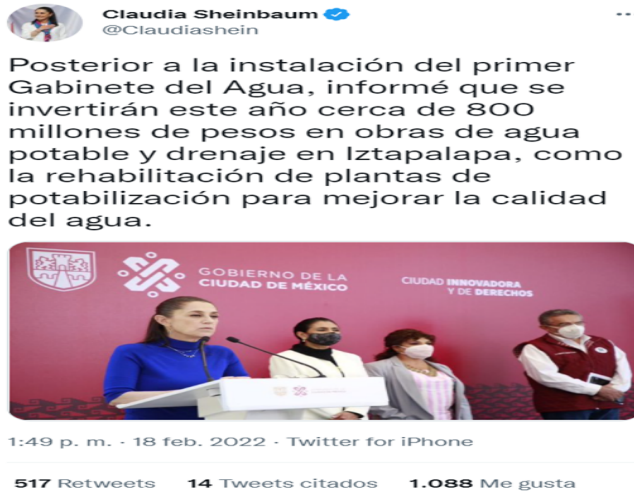 Claudia Sheinbaum
@Claudiashein
Posterior a la instalación del primer
Gabinete del Agua, informé que se
invertirán este año cerca de 800
millones de pesos en obras de agua
potable y drenaje en Iztapalapa, como
la rehabilitación de plantas de
potabilización para mejorar la calidad
del agua.
GOBIERNO DE LA
CIUDAD DE MÉXICO
CIUDAD INNOVADORA
Y DE DERECHOS
1:49 p. m. · 18 feb. 2022 · Twitter for iPhone
517 Retweets 14 Tweets citados 1.088 Me gusta